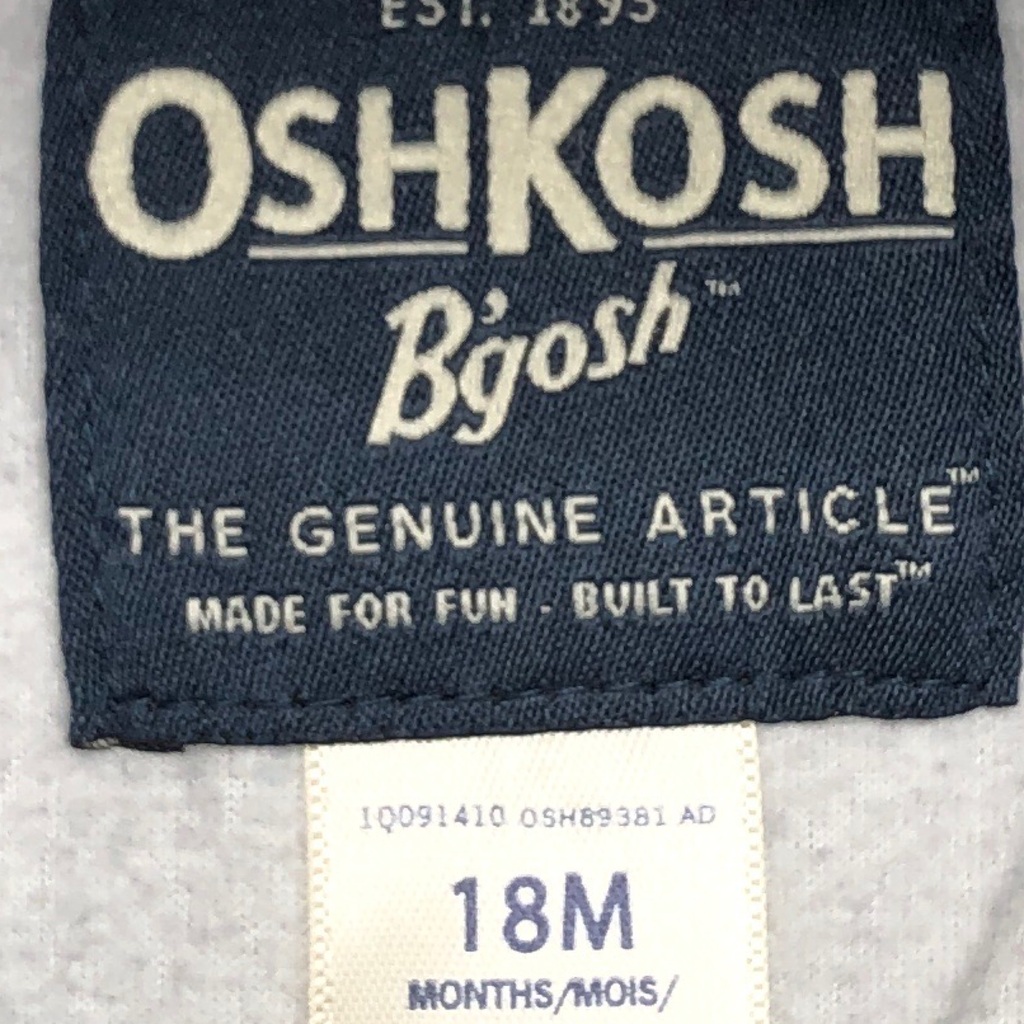 EST. 1895
OSHKOSH
B'gosh™
THE GENUINE ARTICLE™
MADE FOR FUN - BUILT TO LAST™
1Q091410 OSH89381 AD
18M
MONTHS/MOIS/